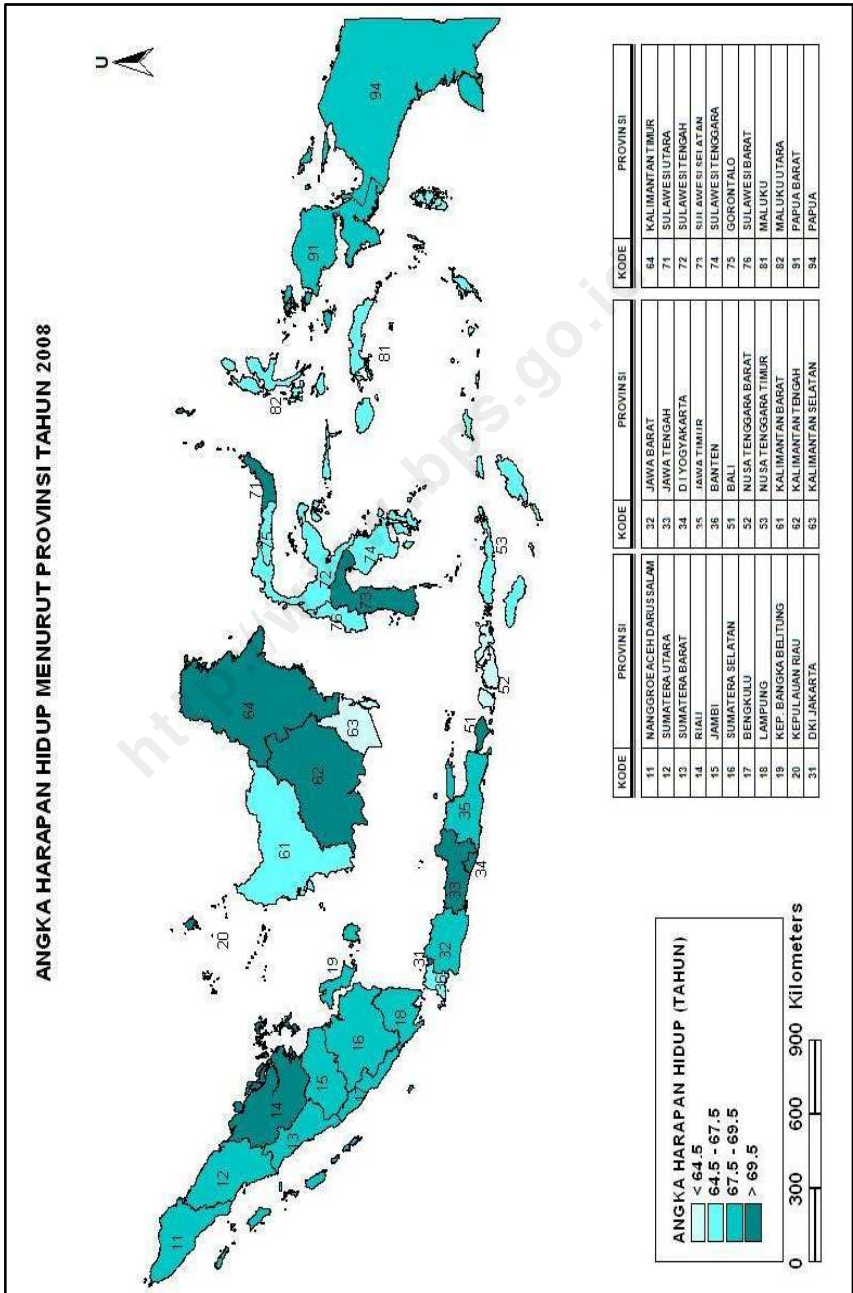 ANGKA HARAPAN HIDUP MENURUT PROVINSI TAHUN 2008
U
11
12
13
14
15
16
17
18
19
20
31
32
33
34
35
36
51
52
53
61
62
63
64
71
72
73
74
75
76
81
82
91
94
ANGKA HARAPAN HIDUP (TAHUN)
< 64.5
64.5 - 67.5
67.5 - 69.5
> 69.5
0 300 600 900 Kilometers
KODE PROVINSI
11 NANGGROE ACEH DARUSSALAM
12 SUMATERA UTARA
13 SUMATERA BARAT
14 RIAU
15 JAMBI
16 SUMATERA SELATAN
17 BENGKULU
18 LAMPUNG
19 KEP. BANGKA BELITUNG
20 KEPULAUAN RIAU
31 DKI JAKARTA
KODE PROVINSI
32 JAWA BARAT
33 JAWA TENGAH
34 D I YOGYAKARTA
35 JAWA TIMUR
36 BANTEN
51 BALI
52 NUSA TENGGARA BARAT
53 NUSA TENGGARA TIMUR
61 KALIMANTAN BARAT
62 KALIMANTAN TENGAH
63 KALIMANTAN SELATAN
KODE PROVINSI
64 KALIMANTAN TIMUR
71 SULAWESI UTARA
72 SULAWESI TENGAH
73 SULAWESI SELATAN
74 SULAWESI TENGGARA
75 GORONTALO
76 SULAWESI BARAT
81 MALUKU
82 MALUKU UTARA
91 PAPUA BARAT
94 PAPUA